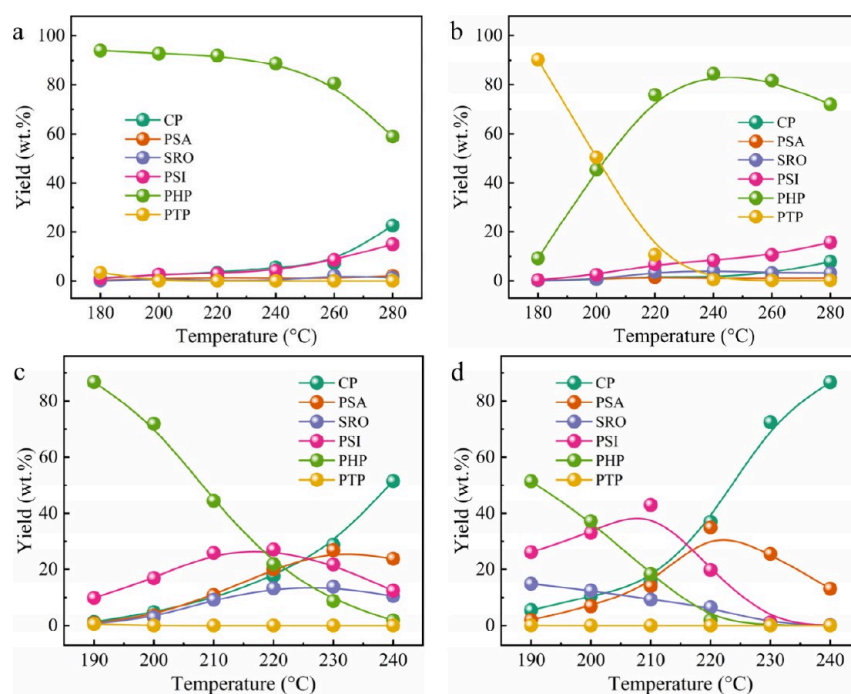 a
100
80
60
40
20
0
Yield (wt.%)
CP
PSA
SRO
PSI
PHP
PTP
180 200 220 240 260 280
Temperature (°C)
b
100
80
60
40
20
0
Yield (wt.%)
CP
PSA
SRO
PSI
PHP
PTP
180 200 220 240 260 280
Temperature (°C)
c
80
60
40
20
0
Yield (wt.%)
CP
PSA
SRO
PSI
PHP
PTP
190 200 210 220 230 240
Temperature (°C)
d
80
60
40
20
0
Yield (wt.%)
CP
PSA
SRO
PSI
PHP
PTP
190 200 210 220 230 240
Temperature (°C)